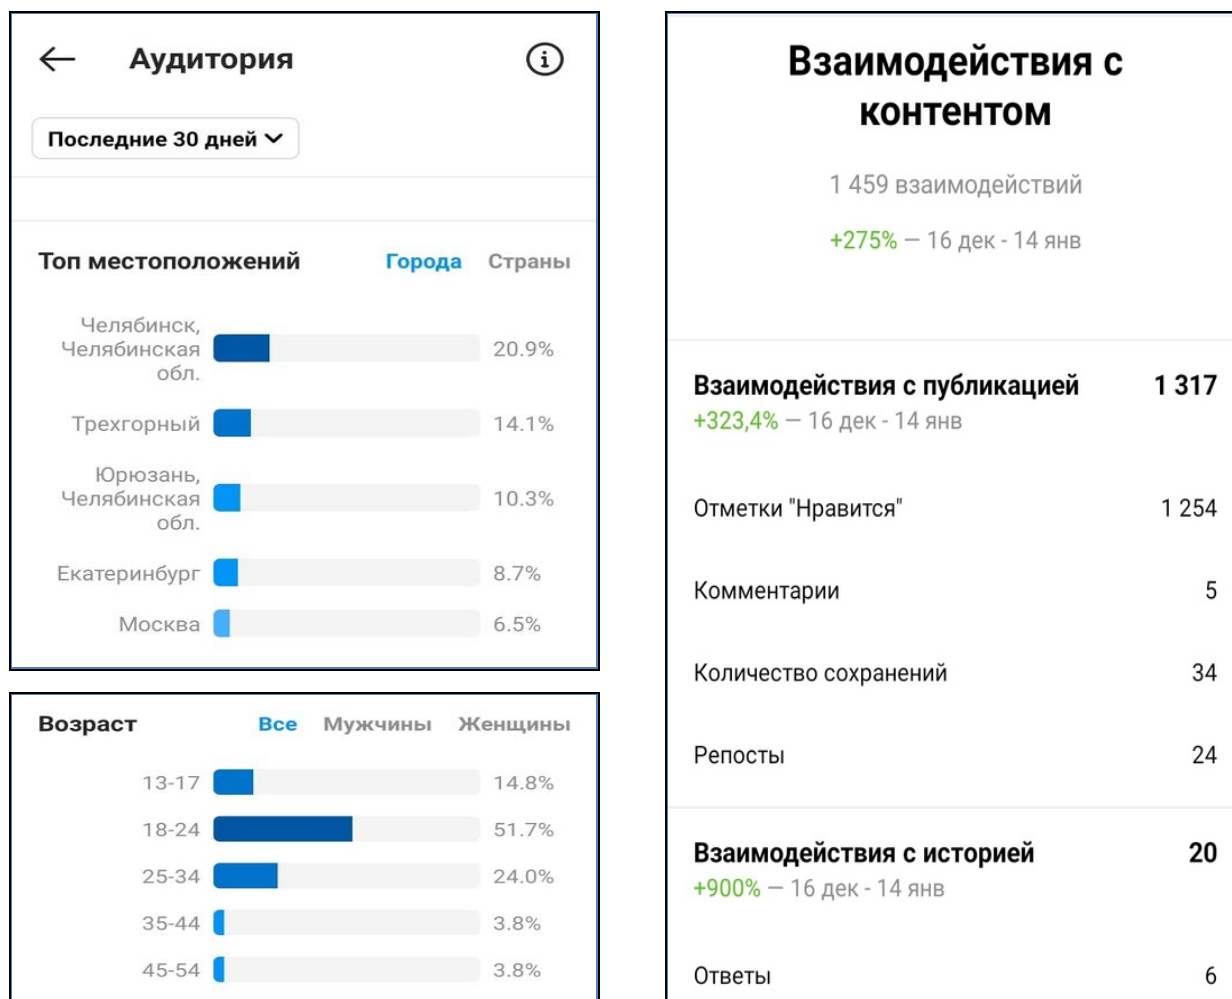 Аудитория
Последние 30 дней
Топ местоположений Города Страны
Челябинск,
Челябинская
обл.
20.9%
Трехгорный 14.1%
Юрюзань,
Челябинская
обл.
10.3%
Екатеринбург 8.7%
Москва 6.5%
Возраст Все Мужчины Женщины
13-17 14.8%
18-24 51.7%
25-34 24.0%
35-44 3.8%
45-54 3.8%
Взаимодействия с
контентом
1 459 взаимодействий
+275% — 16 дек - 14 янв
Взаимодействия с публикацией 1 317
+323,4% — 16 дек - 14 янв
Отметки "Нравится" 1 254
Комментарии 5
Количество сохранений 34
Репосты 24
Взаимодействия с историей 20
+900% — 16 дек - 14 янв
Ответы 6